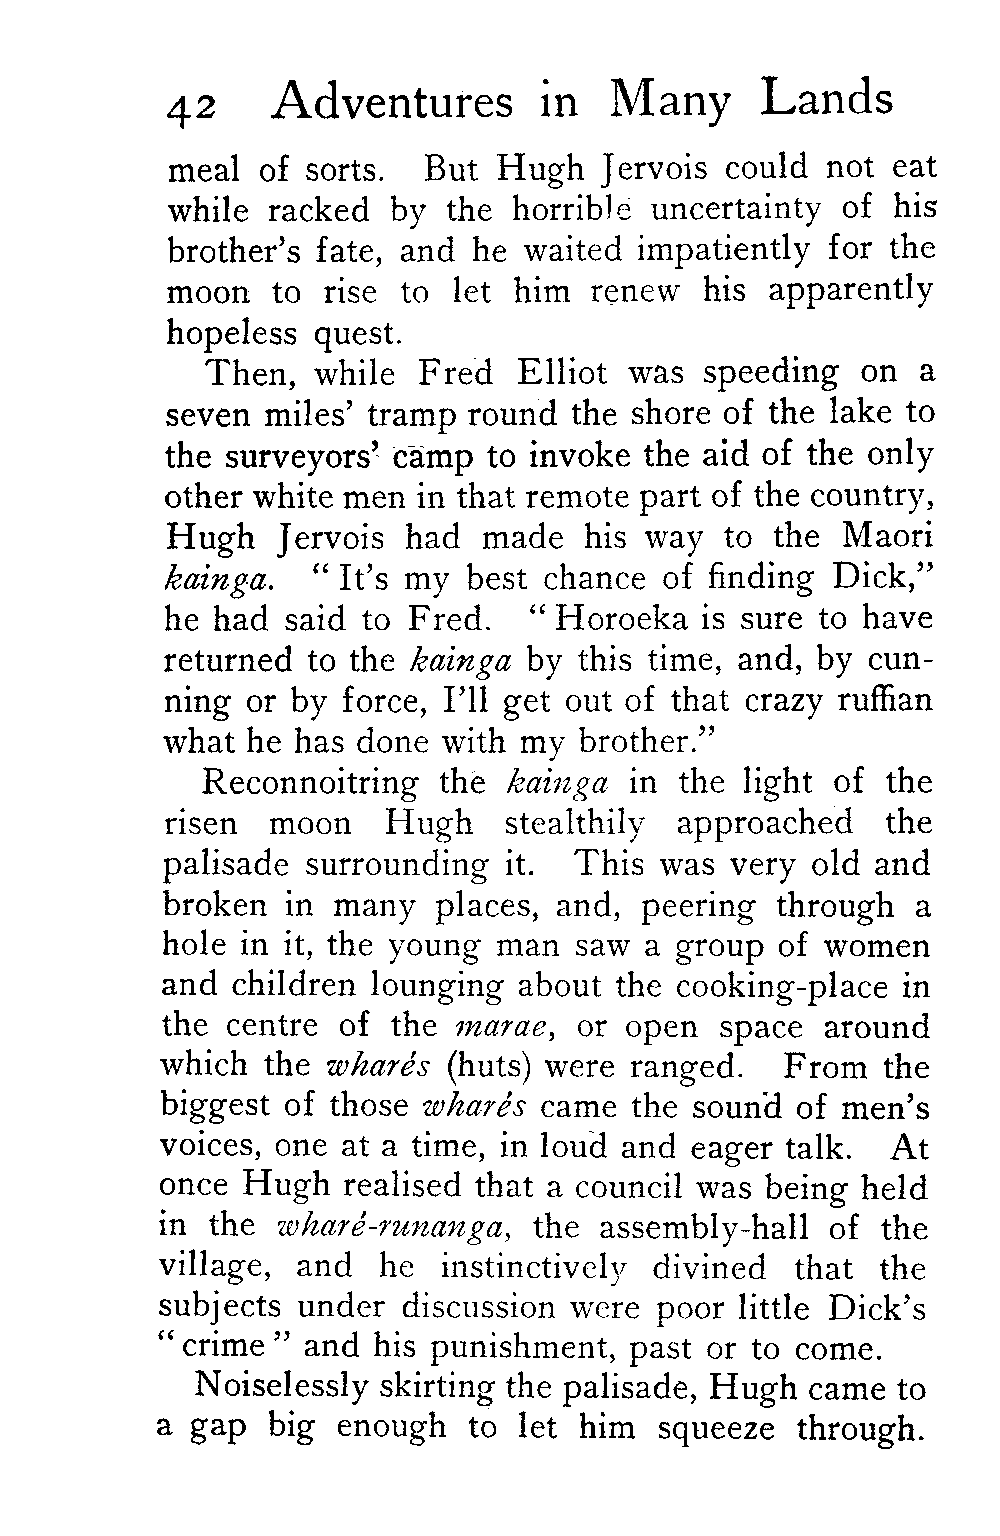 42 Adventures in Many Lands
meal of sorts. But Hugh Jervois could not eat
while racked by the horrible uncertainty of his
brother's fate, and he waited impatiently for the
moon to rise to let him renew his apparently
hopeless quest.
Then, while Fred Elliot was speeding on a
seven miles' tramp round the shore of the lake to
the surveyors' camp to invoke the aid of the only
other white men in that remote part of the country,
Hugh Jervois had made his way to the Maori
kainga. "It's my best chance of finding Dick,"
he had said to Fred. "Horoeka is sure to have
returned to the kainga by this time, and, by cun-
ning or by force, I'll get out of that crazy ruffian
what he has done with my brother."
Reconnoitring the kainga in the light of the
risen moon Hugh stealthily approached the
palisade surrounding it. This was very old and
broken in many places, and, peering through a
hole in it, the young man saw a group of women
and children lounging about the cooking-place in
the centre of the marae, or open space around
which the wharés (huts) were ranged. From the
biggest of those wharés came the sound of men's
voices, one at a time, in loud and eager talk. At
once Hugh realised that a council was being held
in the wharé-runanga, the assembly-hall of the
village, and he instinctively divined that the
subjects under discussion were poor little Dick's
"crime" and his punishment, past or to come.
Noiselessly skirting the palisade, Hugh came to
a gap big enough to let him squeeze through.